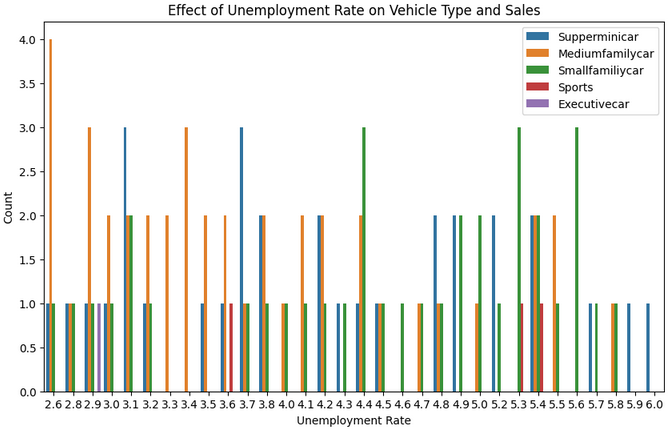 Effect of Unemployment Rate on Vehicle Type and Sales
Supperminicar
Mediumfamilycar
Smallfamiliycar
Sports
Executivecar
4.0
3.5
3.0
2.5
2.0
1.5
1.0
0.5
0.0
Count
2.6 2.8 2.9 3.0 3.1 3.2 3.3 3.4 3.5 3.6 3.7 3.8 4.0 4.1 4.2 4.3 4.4 4.5 4.6 4.7 4.8 4.9 5.0 5.2 5.3 5.4 5.5 5.6 5.7 5.8 5.9 6.0
Unemployment Rate